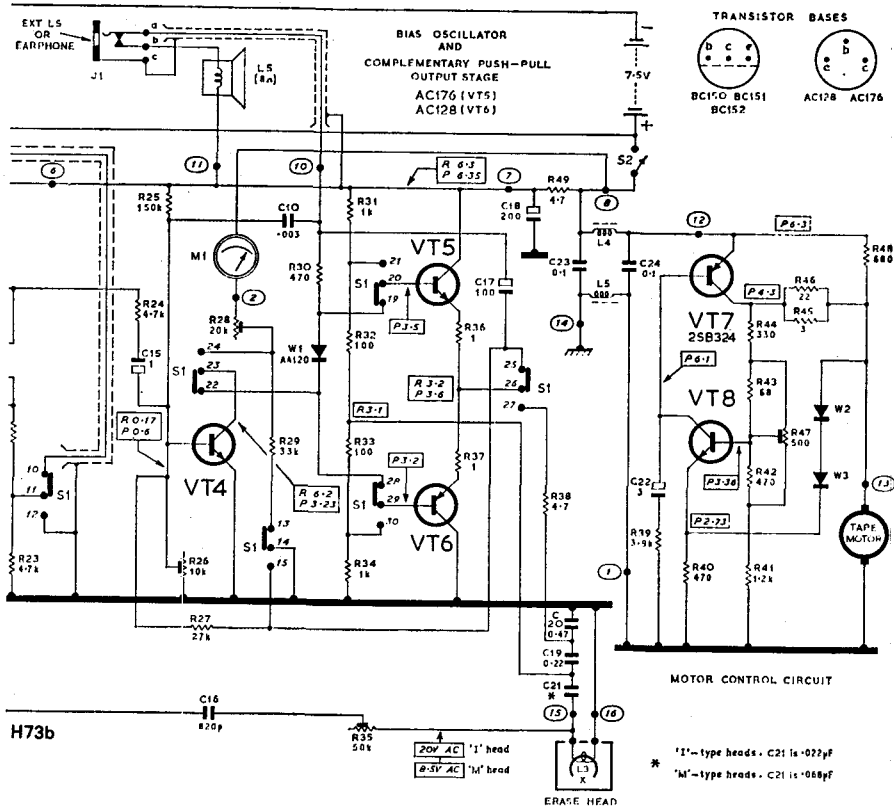 EXT LS
OR
EARPHONE
J1
a
b
c
LS
(8Ω)
BIAS OSCILLATOR
AND
COMPLEMENTARY PUSH-PULL
OUTPUT STAGE
AC176 (VT5)
AC128 (VT6)
−
7·5V
+
S2
TRANSISTOR BASES
b c e
BC150 BC151
BC152
b
c
c
AC128 AC176
6
11
10
R 6·3
P 6·35
7
R49
4·7
8
12
P6·3
R25
150k
C10
·003
R31
1k
C18
200
L4
C23
0·1
C24
0·1
L5
R48
680
M1
R30
470
21
20
19
S1
VT5
C17
100
VT7
2SB324
P4·3
R46
22
R45
3
R24
4·7k
2
R28
20k
P3·5
14
R44
330
C15
1
W1
AA120
R32
100
R36
1
P6·1
24
23
22
S1
25
26
27
S1
R 3·2
P 3·6
VT8
R43
68
W2
R3·1
R47
500
R 0·17
P 0·6
R29
33k
R33
100
P3·2
R37
1
VT4
R 6·2
P 3·23
28
29
30
S1
R38
4·7
C22
3
P3·36
R42
470
W3
13
10
11
12
S1
VT6
R39
3·9k
P2·73
TAPE
MOTOR
13
14
15
S1
R23
4·7k
R26
10k
R34
1k
1
R40
470
R41
1·2k
R27
27k
C
20
0·47
C19
0·22
C21
*
MOTOR CONTROL CIRCUIT
15
16
C16
820p
H73b
R35
50k
20V AC 'I' head
8·5V AC 'M' head
L3
X
ERASE HEAD
* 'I'-type heads. C21 is ·022µF
'M'-type heads. C21 is ·068µF